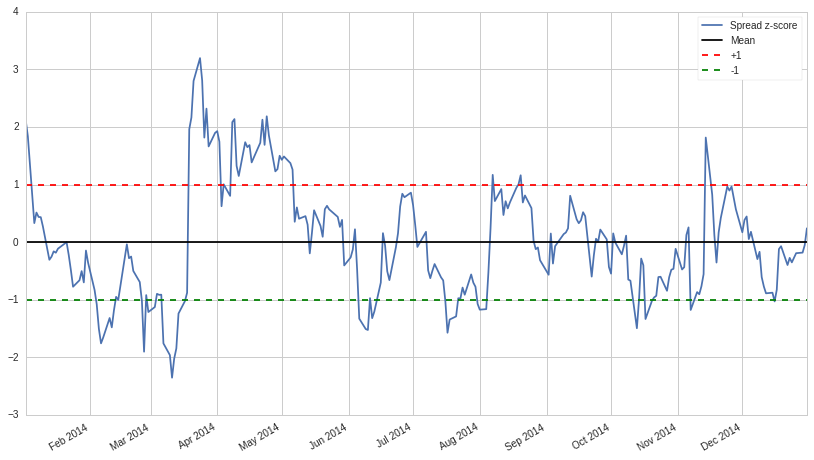 4
3
2
1
0
−1
−2
−3
Spread z-score
Mean
+1
-1
Feb 2014
Mar 2014
Apr 2014
May 2014
Jun 2014
Jul 2014
Aug 2014
Sep 2014
Oct 2014
Nov 2014
Dec 2014